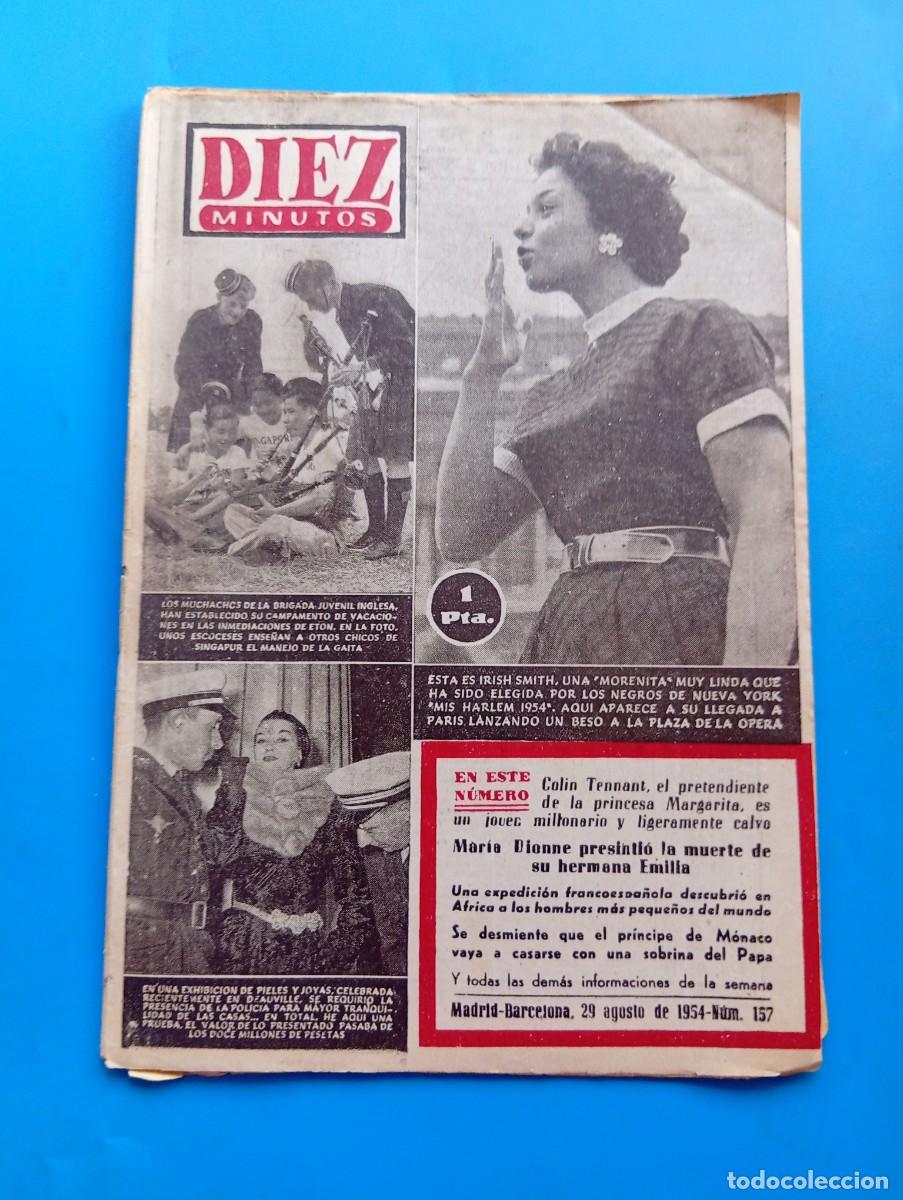 DIEZ
MINUTOS
GAPORE
LOS MUCHACHOS DE LA BRIGADA JUVENIL INGLESA,
HAN ESTABLECIDO SU CAMPAMENTO DE VACACIO-
NES EN LAS INMEDIACIONES DE ETON. EN LA FOTO,
UNOS ESCOCESES ENSEÑAN A OTROS CHICOS DE
SINGAPUR EL MANEJO DE LA GAITA
1
Pta.
ESTA ES IRISH SMITH, UNA "MORENITA" MUY LINDA QUE
HA SIDO ELEGIDA POR LOS NEGROS DE NUEVA YORK
"MIS HARLEM 1954". AQUI APARECE A SU LLEGADA A
PARIS LANZANDO UN BESO A LA PLAZA DE LA OPERA
EN UNA EXHIBICION DE PIELES Y JOYAS, CELEBRADA
RECIENTEMENTE EN DEAUVILLE, SE REQUIRIO LA
PRESENCIA DE LA POLICIA PARA MAYOR TRANQUI-
LIDAD DE LAS CASAS... EN TOTAL, HE AQUI UNA
PRUEBA. EL VALOR DE LO PRESENTADO PASABA DE
LOS DOCE MILLONES DE PESETAS
EN ESTE
NÚMERO
Colin Tennant, el pretendiente
de la princesa Margarita, es
un joven millonario y ligeramente calvo
María Dionne presintió la muerte de
su hermana Emilia
Una expedición francoespañola descubrió en
Africa a los hombres más pequeños del mundo
Se desmiente que el príncipe de Mónaco
vaya a casarse con una sobrina del Papa
Y todas las demás informaciones de la semana
Madrid-Barcelona, 29 agosto de 1954-Núm. 157
todocoleccion